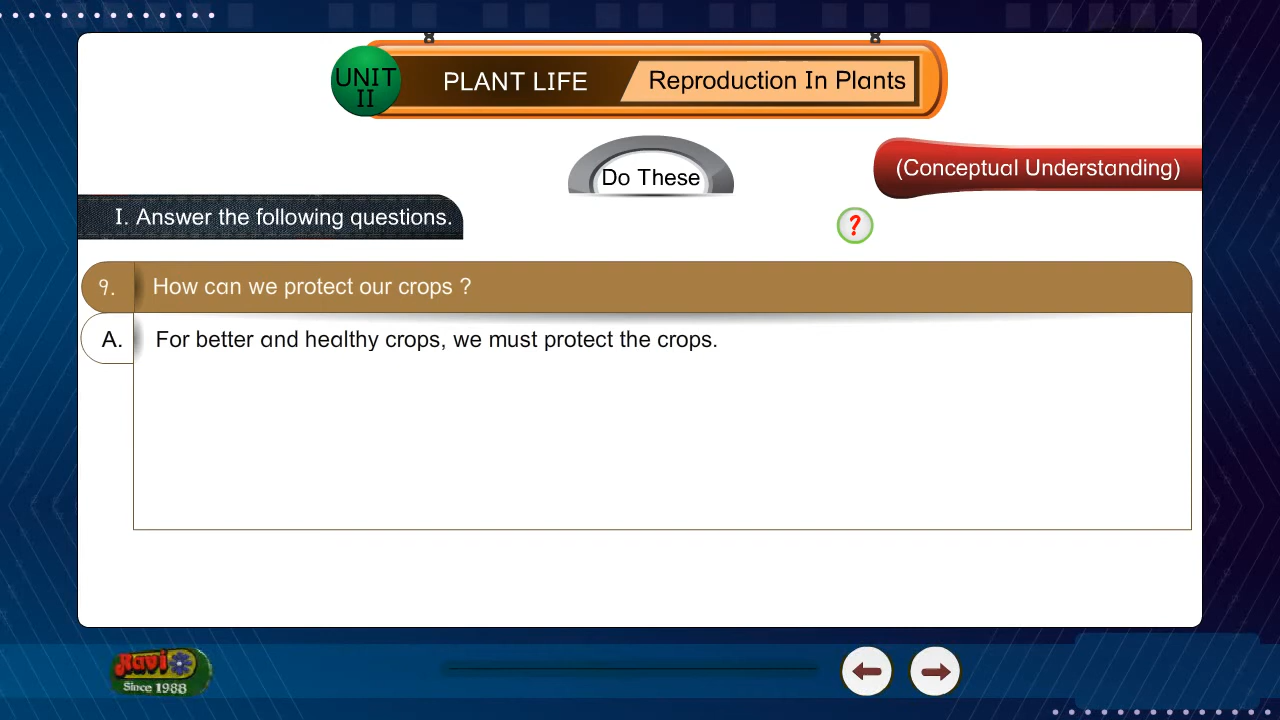 UNIT
II
PLANT LIFE
Reproduction In Plants
Do These
(Conceptual Understanding)
I. Answer the following questions.
?
9. How can we protect our crops ?
A. For better and healthy crops, we must protect the crops.
Ravi
Since 1988